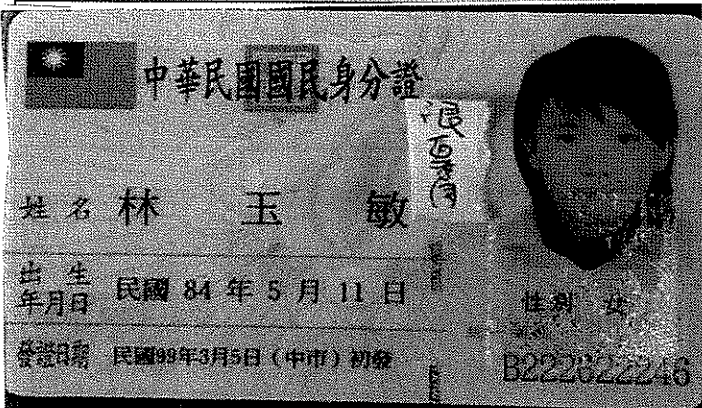 中華民國國民身分證
姓名 林玉敏
出生年月日 民國 84 年 5 月 11 日
性別 女
發證日期 民國93年3月5日（中市）初發
B222622246